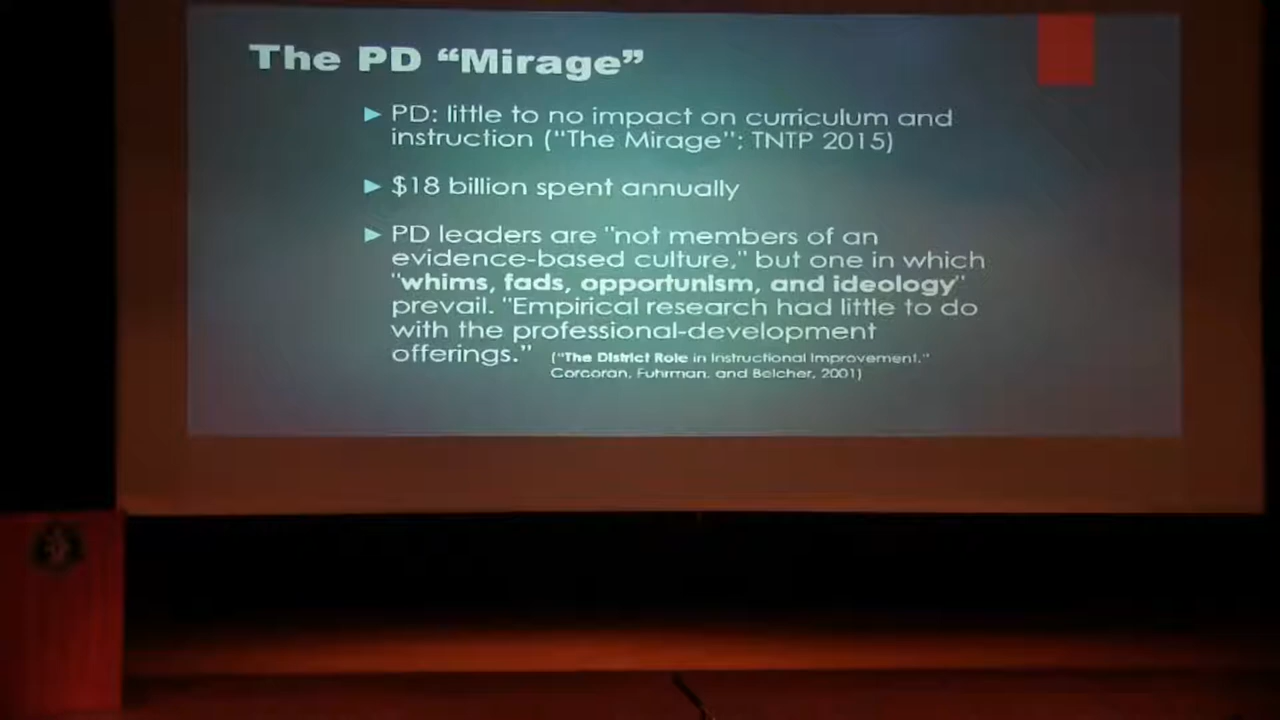 The PD “Mirage”
PD: little to no impact on curriculum and
instruction ("The Mirage"; TNTP 2015)
$18 billion spent annually
PD leaders are "not members of an
evidence-based culture," but one in which
"whims, fads, opportunism, and ideology"
prevail. "Empirical research had little to do
with the professional-development
offerings."
("The District Role in Instructional Improvement."
Corcoran, Fuhrman. and Belcher, 2001)